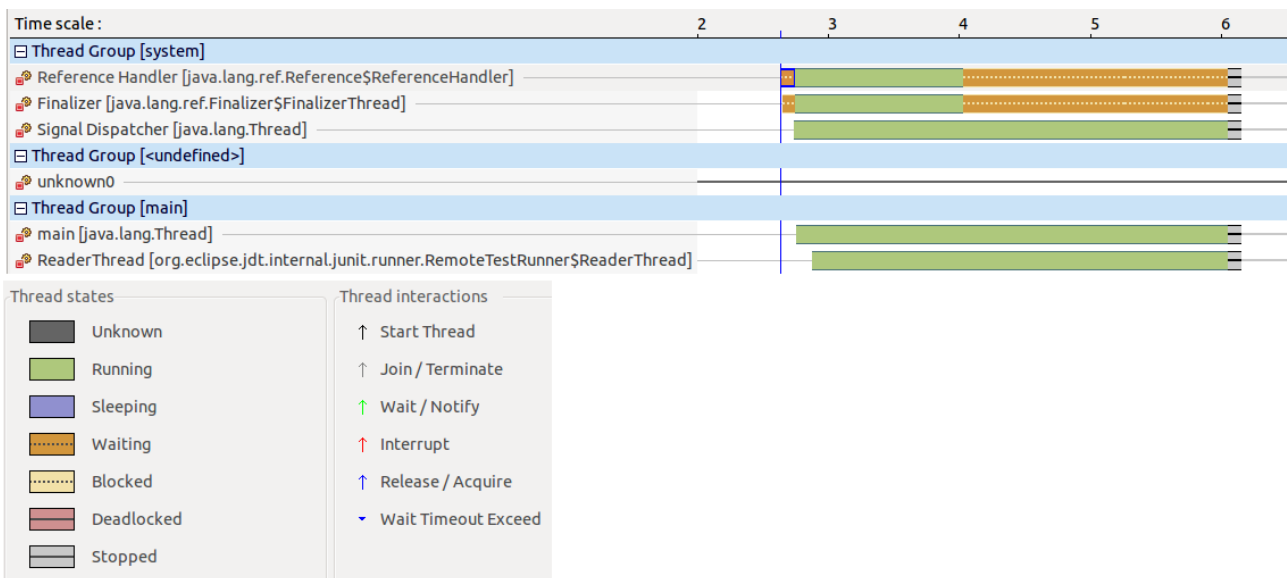 Time scale : 2 3 4 5 6
Thread Group [system]
Reference Handler [java.lang.ref.Reference$ReferenceHandler]
Finalizer [java.lang.ref.Finalizer$FinalizerThread]
Signal Dispatcher [java.lang.Thread]
Thread Group [<undefined>]
unknown0
Thread Group [main]
main [java.lang.Thread]
ReaderThread [org.eclipse.jdt.internal.junit.runner.RemoteTestRunner$ReaderThread]
Thread states
Unknown
Running
Sleeping
Waiting
Blocked
Deadlocked
Stopped
Thread interactions
Start Thread
Join / Terminate
Wait / Notify
Interrupt
Release / Acquire
Wait Timeout Exceed